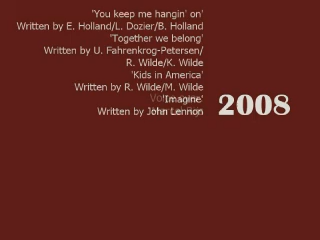 'You keep me hangin' on'
Written by E. Holland/L. Dozier/B. Holland
'Together we belong'
Written by U. Fahrenkrog-Petersen/
R. Wilde/K. Wilde
'Kids in America'
Written by R. Wilde/M. Wilde
'Imagine'
Written by John Lennon
2008